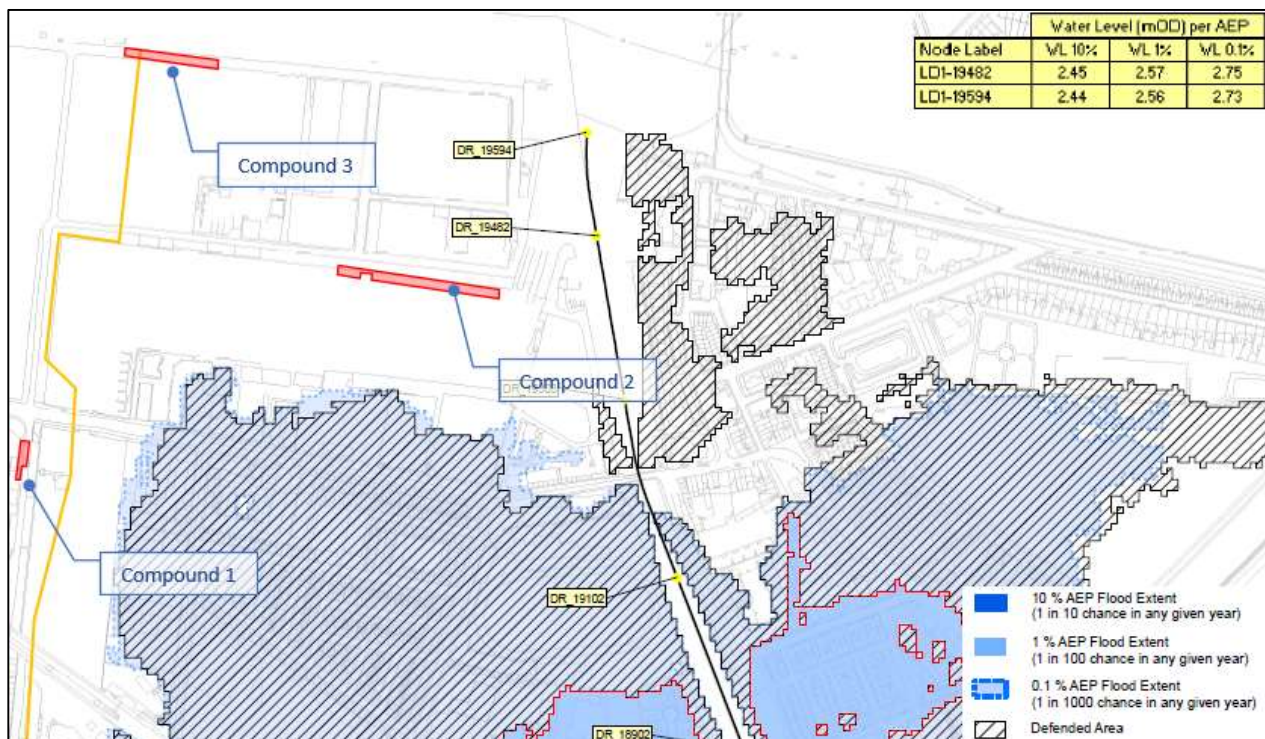 Water Level (mOD) per AEP
Node Label WL 10% WL 1% WL 0.1%
LD1-19482 2.45 2.57 2.75
LD1-19594 2.44 2.56 2.73
Compound 3
DR_19594
DR_19482
Compound 2
Compound 1
DR_19102
DR_18902
10 % AEP Flood Extent
(1 in 10 chance in any given year)
1 % AEP Flood Extent
(1 in 100 chance in any given year)
0.1 % AEP Flood Extent
(1 in 1000 chance in any given year)
Defended Area